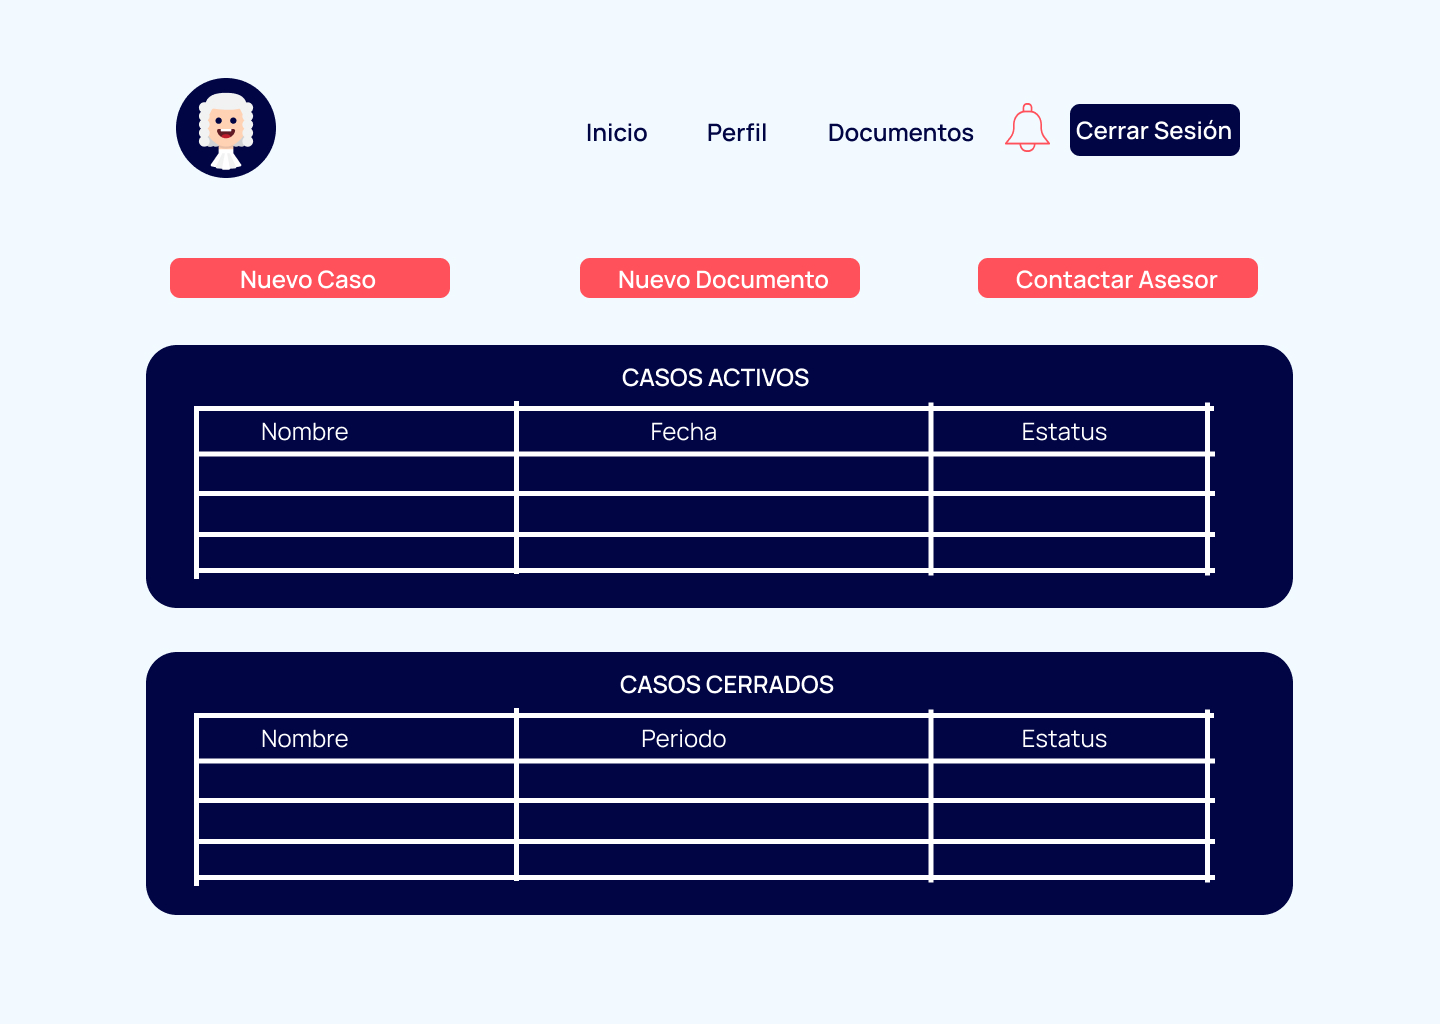 Inicio Perfil Documentos Cerrar Sesión
Nuevo Caso Nuevo Documento Contactar Asesor
CASOS ACTIVOS
Nombre Fecha Estatus
CASOS CERRADOS
Nombre Periodo Estatus